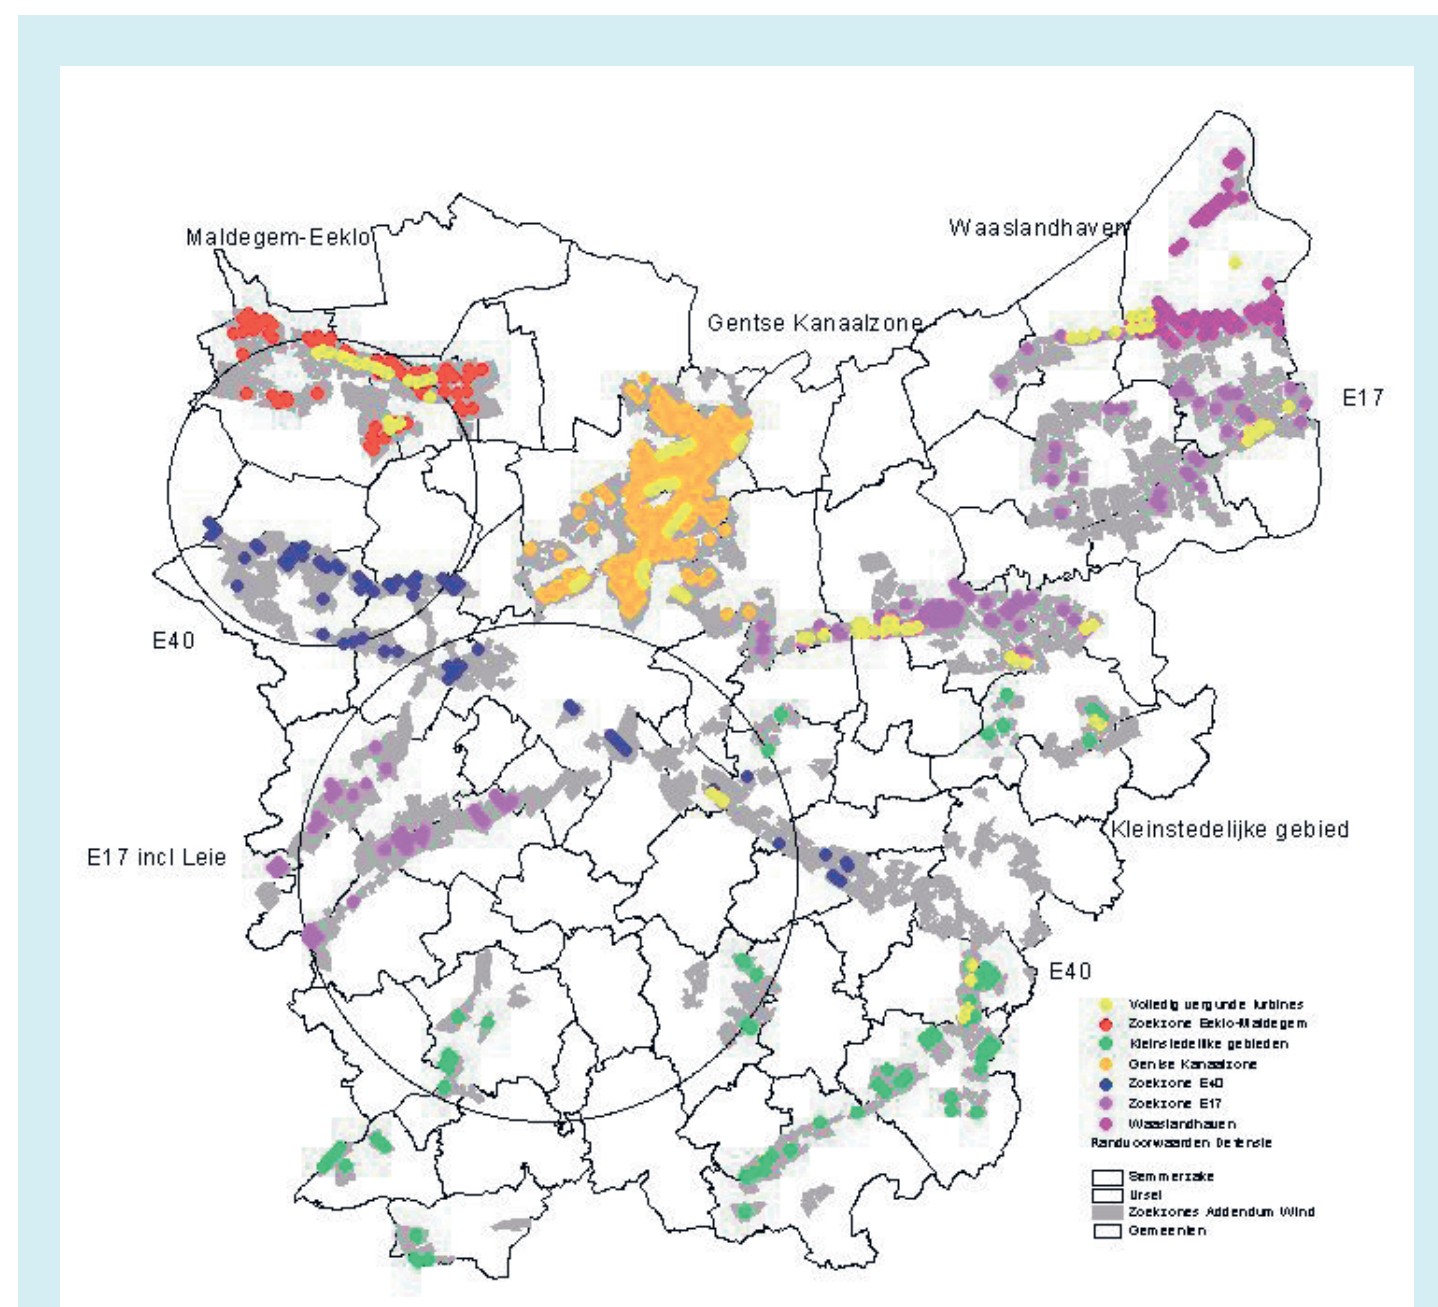 Waaslandhaven
Maldegem-Eeklo
Gentse Kanaalzone
E17
E40
Kleinstedelijke gebied
E17 incl Leie
E40
Volledig vergunde turbines
Zoekzone Eeklo-Maldegem
Kleinstedelijke gebieden
Gentse Kanaalzone
Zoekzone E40
Zoekzone E17
Waaslandhaven
Randvoorwaarden Defensie
Semmerzake
Ursel
Zoekzones Addendum Wind
Gemeenten